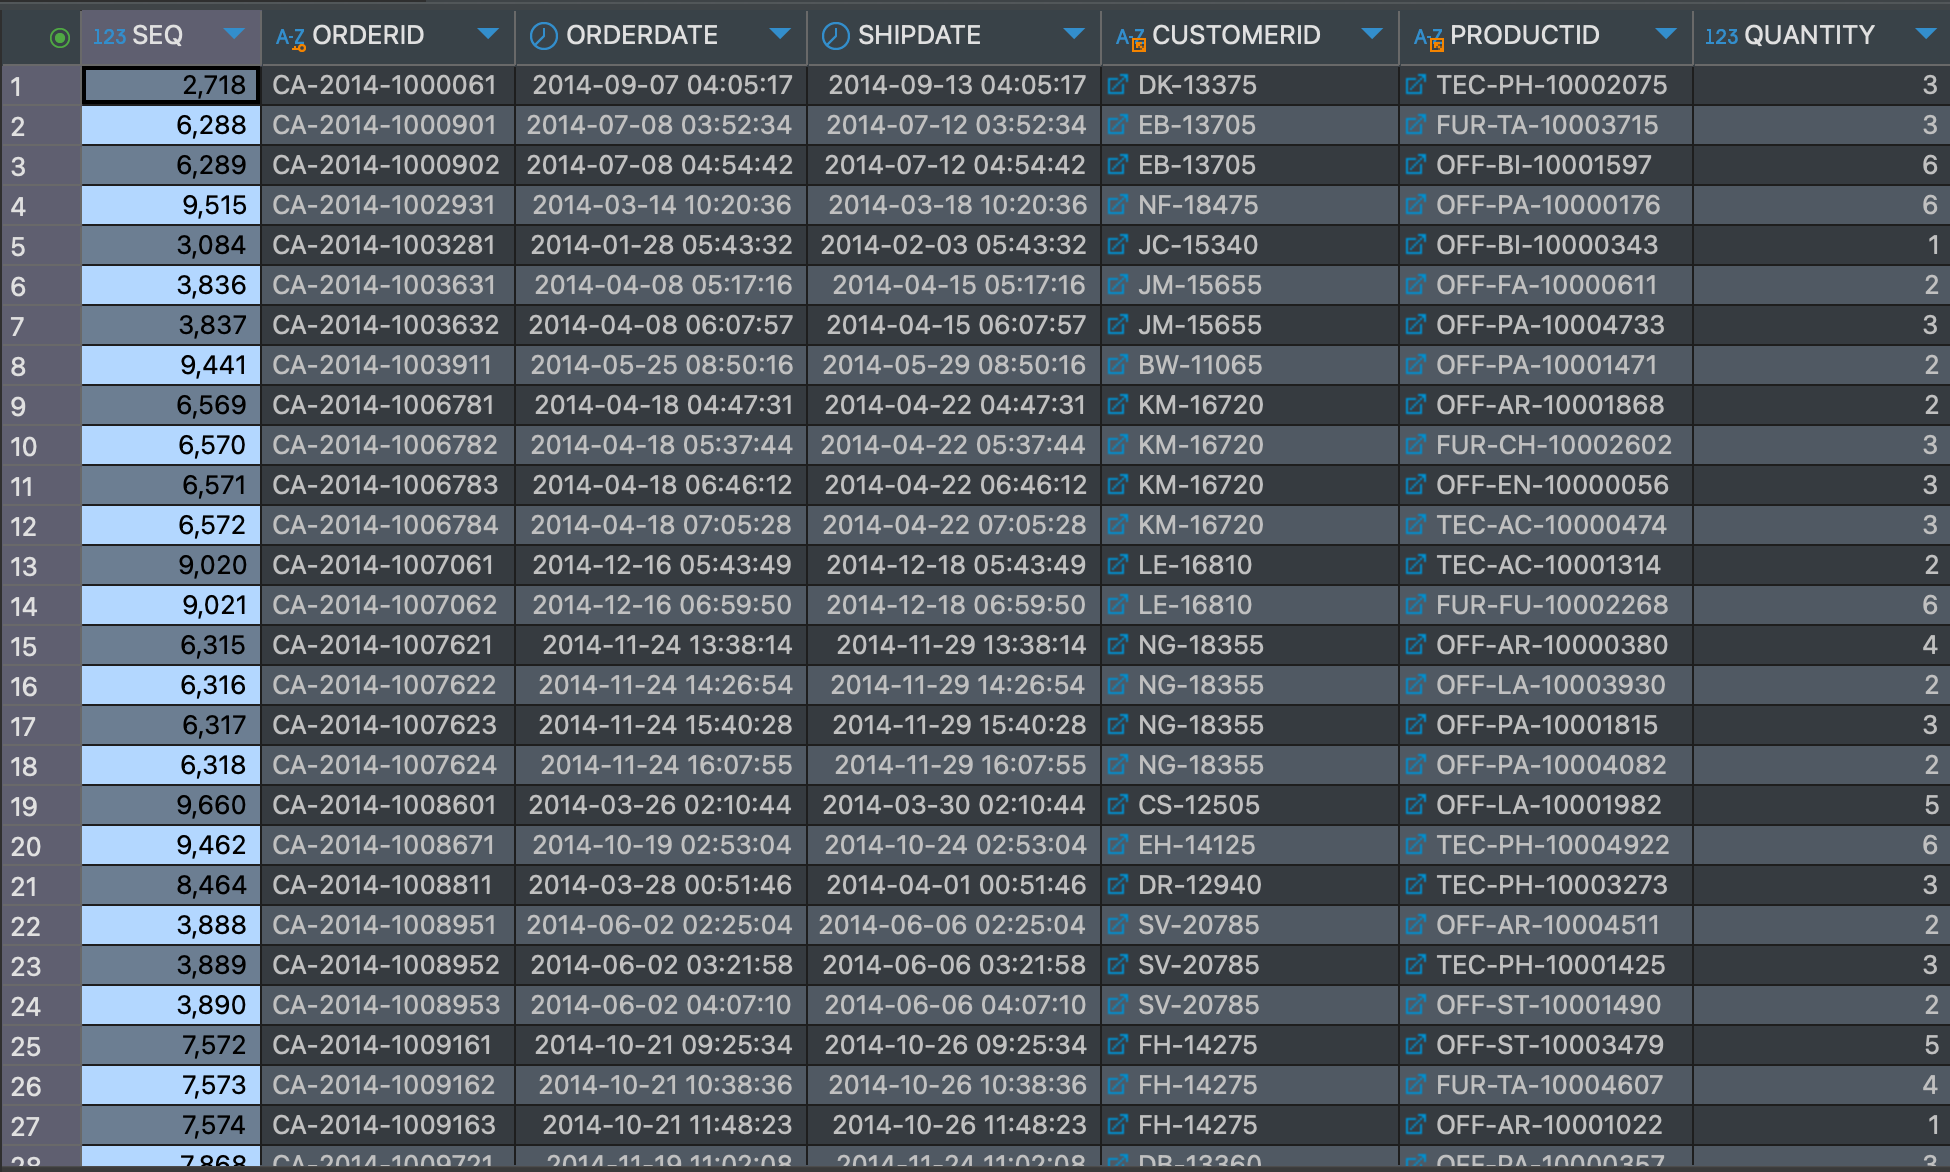 123 SEQ A-Z ORDERID ORDERDATE SHIPDATE A-Z CUSTOMERID A-Z PRODUCTID 123 QUANTITY
1 2,718 CA-2014-1000061 2014-09-07 04:05:17 2014-09-13 04:05:17 DK-13375 TEC-PH-10002075 3
2 6,288 CA-2014-1000901 2014-07-08 03:52:34 2014-07-12 03:52:34 EB-13705 FUR-TA-10003715 3
3 6,289 CA-2014-1000902 2014-07-08 04:54:42 2014-07-12 04:54:42 EB-13705 OFF-BI-10001597 6
4 9,515 CA-2014-1002931 2014-03-14 10:20:36 2014-03-18 10:20:36 NF-18475 OFF-PA-10000176 6
5 3,084 CA-2014-1003281 2014-01-28 05:43:32 2014-02-03 05:43:32 JC-15340 OFF-BI-10000343 1
6 3,836 CA-2014-1003631 2014-04-08 05:17:16 2014-04-15 05:17:16 JM-15655 OFF-FA-10000611 2
7 3,837 CA-2014-1003632 2014-04-08 06:07:57 2014-04-15 06:07:57 JM-15655 OFF-PA-10004733 3
8 9,441 CA-2014-1003911 2014-05-25 08:50:16 2014-05-29 08:50:16 BW-11065 OFF-PA-10001471 2
9 6,569 CA-2014-1006781 2014-04-18 04:47:31 2014-04-22 04:47:31 KM-16720 OFF-AR-10001868 2
10 6,570 CA-2014-1006782 2014-04-18 05:37:44 2014-04-22 05:37:44 KM-16720 FUR-CH-10002602 3
11 6,571 CA-2014-1006783 2014-04-18 06:46:12 2014-04-22 06:46:12 KM-16720 OFF-EN-10000056 3
12 6,572 CA-2014-1006784 2014-04-18 07:05:28 2014-04-22 07:05:28 KM-16720 TEC-AC-10000474 3
13 9,020 CA-2014-1007061 2014-12-16 05:43:49 2014-12-18 05:43:49 LE-16810 TEC-AC-10001314 2
14 9,021 CA-2014-1007062 2014-12-16 06:59:50 2014-12-18 06:59:50 LE-16810 FUR-FU-10002268 6
15 6,315 CA-2014-1007621 2014-11-24 13:38:14 2014-11-29 13:38:14 NG-18355 OFF-AR-10000380 4
16 6,316 CA-2014-1007622 2014-11-24 14:26:54 2014-11-29 14:26:54 NG-18355 OFF-LA-10003930 2
17 6,317 CA-2014-1007623 2014-11-24 15:40:28 2014-11-29 15:40:28 NG-18355 OFF-PA-10001815 3
18 6,318 CA-2014-1007624 2014-11-24 16:07:55 2014-11-29 16:07:55 NG-18355 OFF-PA-10004082 2
19 9,660 CA-2014-1008601 2014-03-26 02:10:44 2014-03-30 02:10:44 CS-12505 OFF-LA-10001982 5
20 9,462 CA-2014-1008671 2014-10-19 02:53:04 2014-10-24 02:53:04 EH-14125 TEC-PH-10004922 6
21 8,464 CA-2014-1008811 2014-03-28 00:51:46 2014-04-01 00:51:46 DR-12940 TEC-PH-10003273 3
22 3,888 CA-2014-1008951 2014-06-02 02:25:04 2014-06-06 02:25:04 SV-20785 OFF-AR-10004511 2
23 3,889 CA-2014-1008952 2014-06-02 03:21:58 2014-06-06 03:21:58 SV-20785 TEC-PH-10001425 3
24 3,890 CA-2014-1008953 2014-06-02 04:07:10 2014-06-06 04:07:10 SV-20785 OFF-ST-10001490 2
25 7,572 CA-2014-1009161 2014-10-21 09:25:34 2014-10-26 09:25:34 FH-14275 OFF-ST-10003479 5
26 7,573 CA-2014-1009162 2014-10-21 10:38:36 2014-10-26 10:38:36 FH-14275 FUR-TA-10004607 4
27 7,574 CA-2014-1009163 2014-10-21 11:48:23 2014-10-26 11:48:23 FH-14275 OFF-AR-10001022 1
28 7,868 CA-2014-1009721 2014-11-19 11:02:08 2014-11-24 11:02:08 DB-13360 OFF-PA-10000357 3